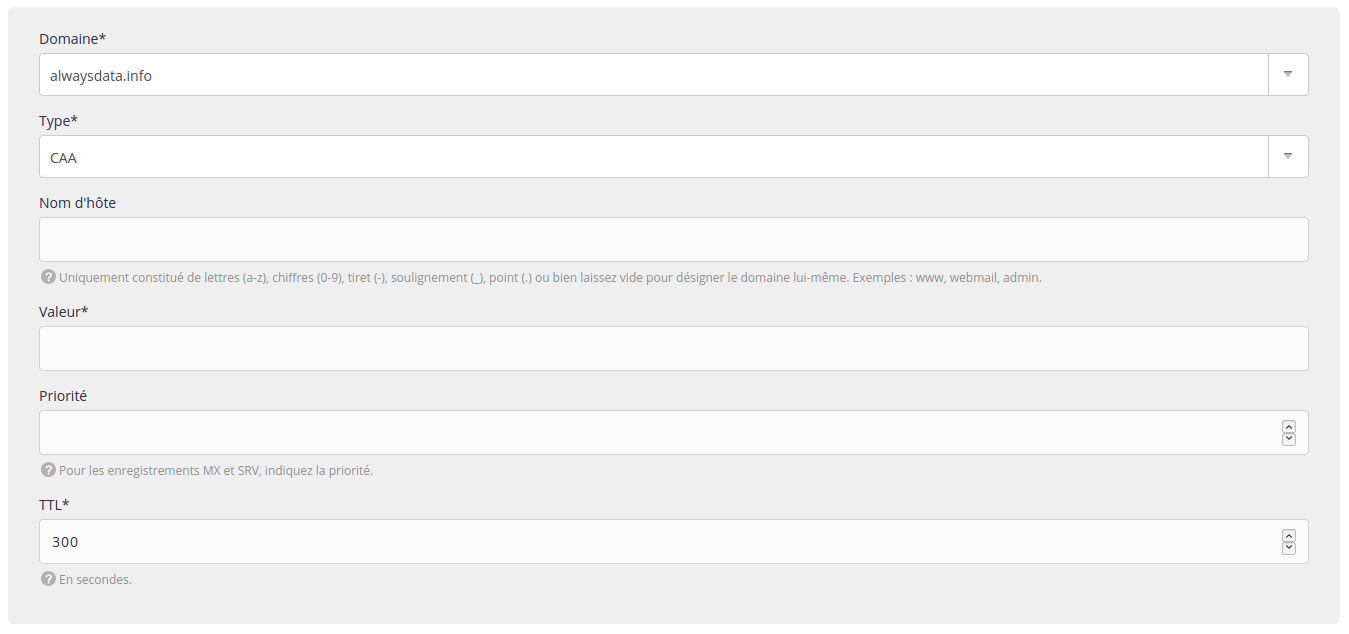 Domaine*
alwaysdata.info
Type*
CAA
Nom d'hôte
Uniquement constitué de lettres (a-z), chiffres (0-9), tiret (-), soulignement (_), point (.) ou bien laissez vide pour désigner le domaine lui-même. Exemples : www, webmail, admin.
Valeur*
Priorité
Pour les enregistrements MX et SRV, indiquez la priorité.
TTL*
300
En secondes.